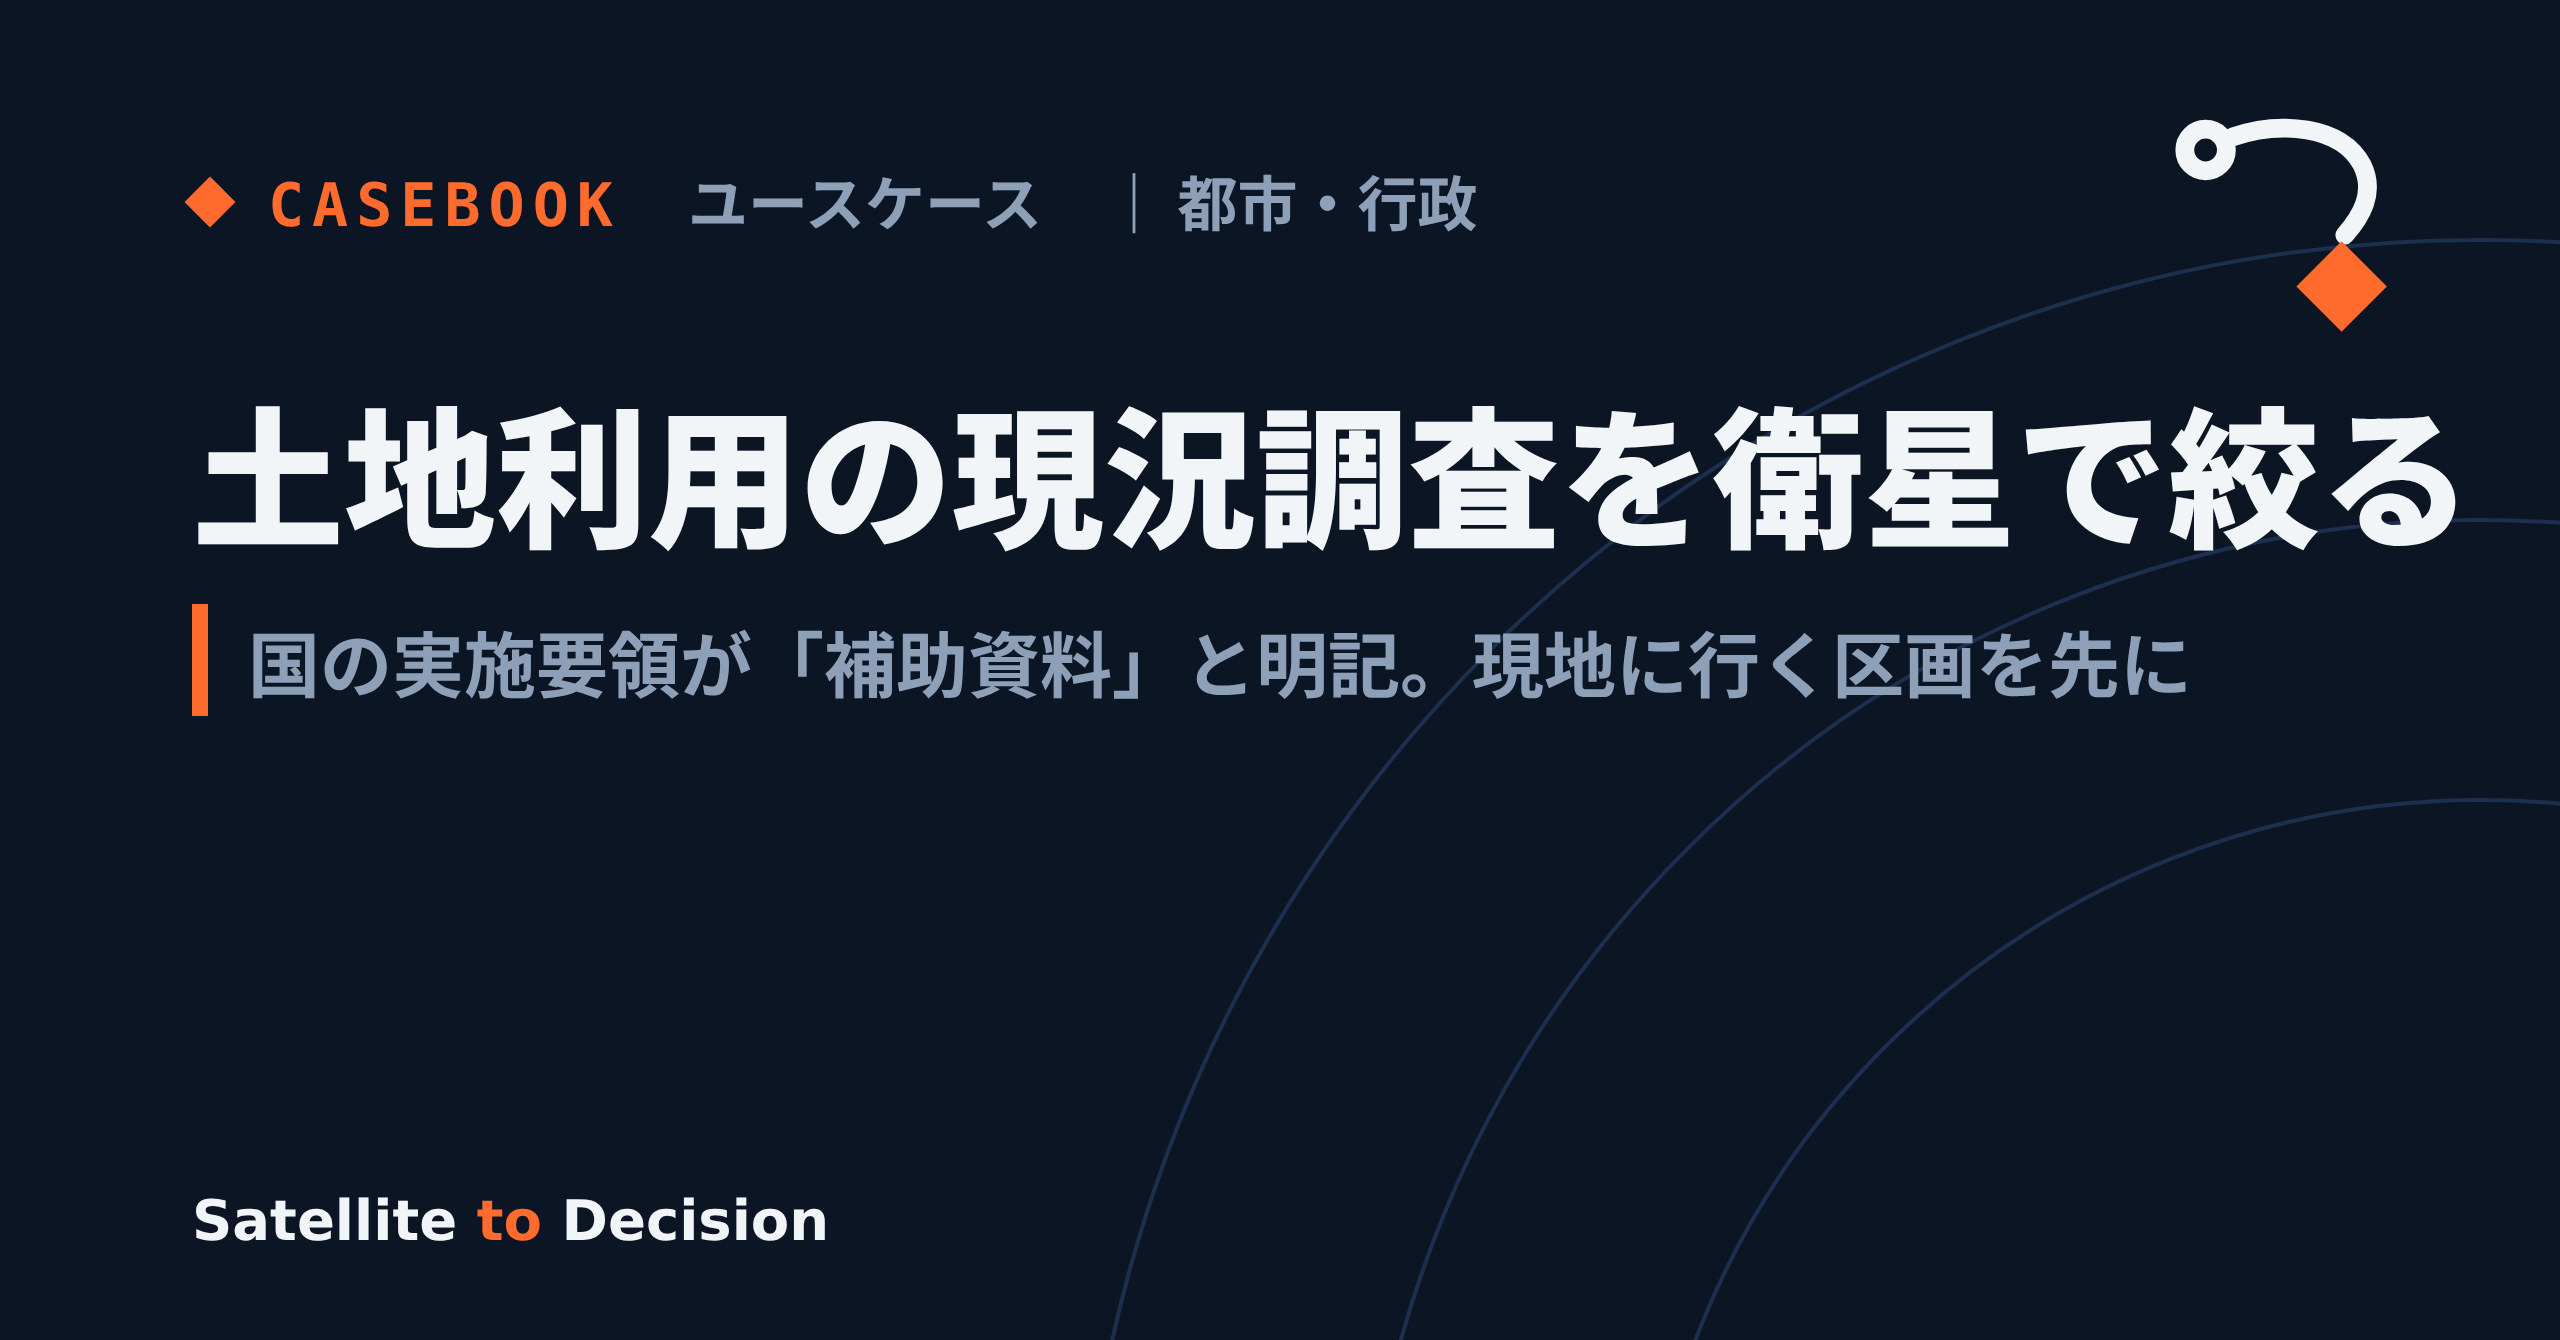 CASEBOOK ユースケース | 都市・行政
土地利用の現況調査を衛星で絞る
国の実施要領が「補助資料」と明記。現地に行く区画を先に
Satellite to Decision